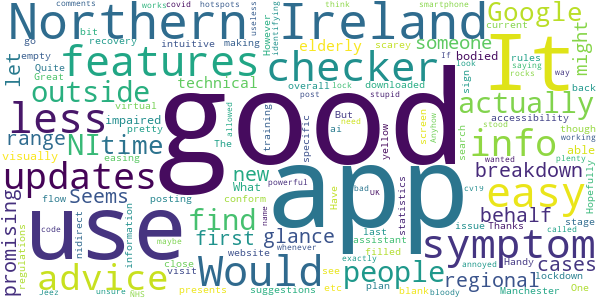 comments covid hotspots think smartphone
works useless identifying
Northern Ireland Google
However
intuitive making elderly scarey someone current
go bit recovery
empty Quite Great
features checker It might
let technical If bodied rules
saying rocks way
outside overall downloaded sign look back
virtual post stupid lock
impaired pretty But training yellow actually
accessibility
less good app
range NI time specific ai screen Anyhow need search able though working
visually easing The allowed
promising updates new find info easy
Seems What posting conform name powerful bad UK statistics wanted plenty
breakdown
Have
flow nidirect information first glance last issue stood behalf stage
code assistant called cv19 Hopefully
use Would people symptom
maybe website close filled
advice visit whenever exactly plan annoyed Thanks
regulations suggestions see blank Handy lockdown
regional cases
Jeez unsure NHS presents etc bloody Manchester One